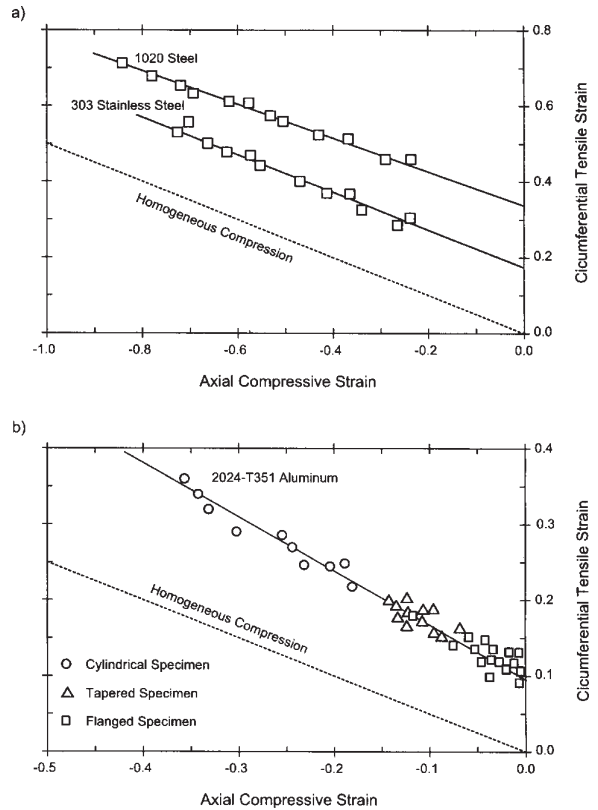 a)
0.8
1020 Steel
303 Stainless Steel
0.6
0.4
Homogeneous Compression
0.2
0.0
Cicumferential Tensile Strain
-1.0
-0.8
-0.6
-0.4
-0.2
0.0
Axial Compressive Strain
b)
0.4
2024-T351 Aluminum
0.3
0.2
Homogeneous Compression
Cylindrical Specimen
Tapered Specimen
Flanged Specimen
0.1
0.0
Cicumferential Tensile Strain
-0.5
-0.4
-0.3
-0.2
-0.1
0.0
Axial Compressive Strain